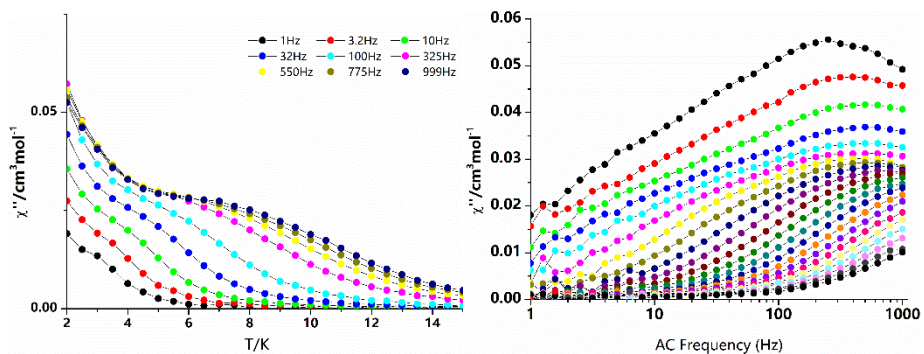 χ''/cm³mol⁻¹
0.05
0.00
1Hz 3.2Hz 10Hz
32Hz 100Hz 325Hz
550Hz 775Hz 999Hz
2 4 6 8 10 12 14
T/K
χ''/cm³mol⁻¹
0.06
0.05
0.04
0.03
0.02
0.01
0.00
1 10 100 1000
AC Frequency (Hz)